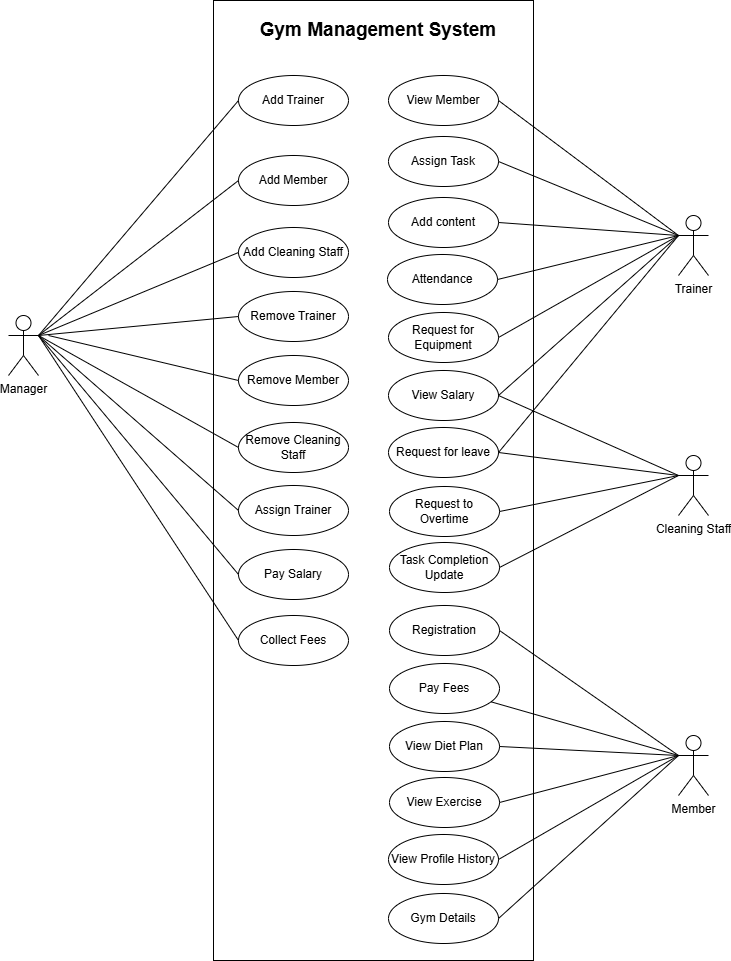 Gym Management System
Add Trainer
Add Member
Add Cleaning Staff
Remove Trainer
Remove Member
Remove Cleaning
Staff
Assign Trainer
Pay Salary
Collect Fees
View Member
Assign Task
Add content
Attendance
Request for
Equipment
View Salary
Request for leave
Request to
Overtime
Task Completion
Update
Registration
Pay Fees
View Diet Plan
View Exercise
View Profile History
Gym Details
Manager
Trainer
Cleaning Staff
Member